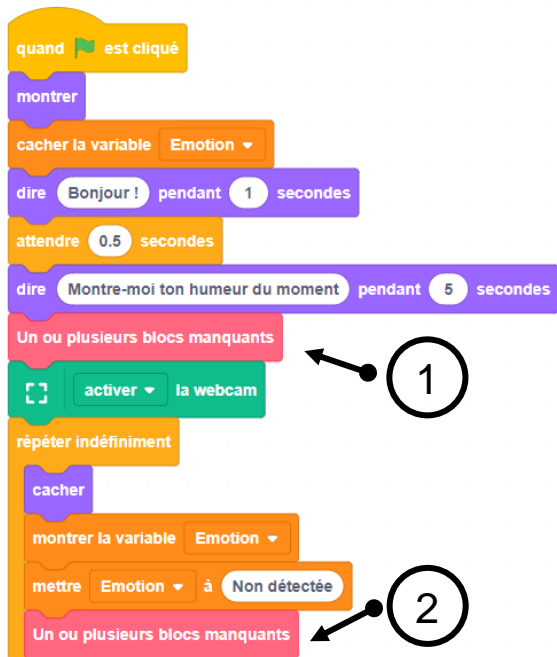 quand est cliqué
montrer
cacher la variable Emotion
dire Bonjour ! pendant 1 secondes
attendre 0.5 secondes
dire Montre-moi ton humeur du moment pendant 5 secondes
Un ou plusieurs blocs manquants
1
activer la webcam
répéter indéfiniment
cacher
montrer la variable Emotion
mettre Emotion à Non détectée
Un ou plusieurs blocs manquants
2